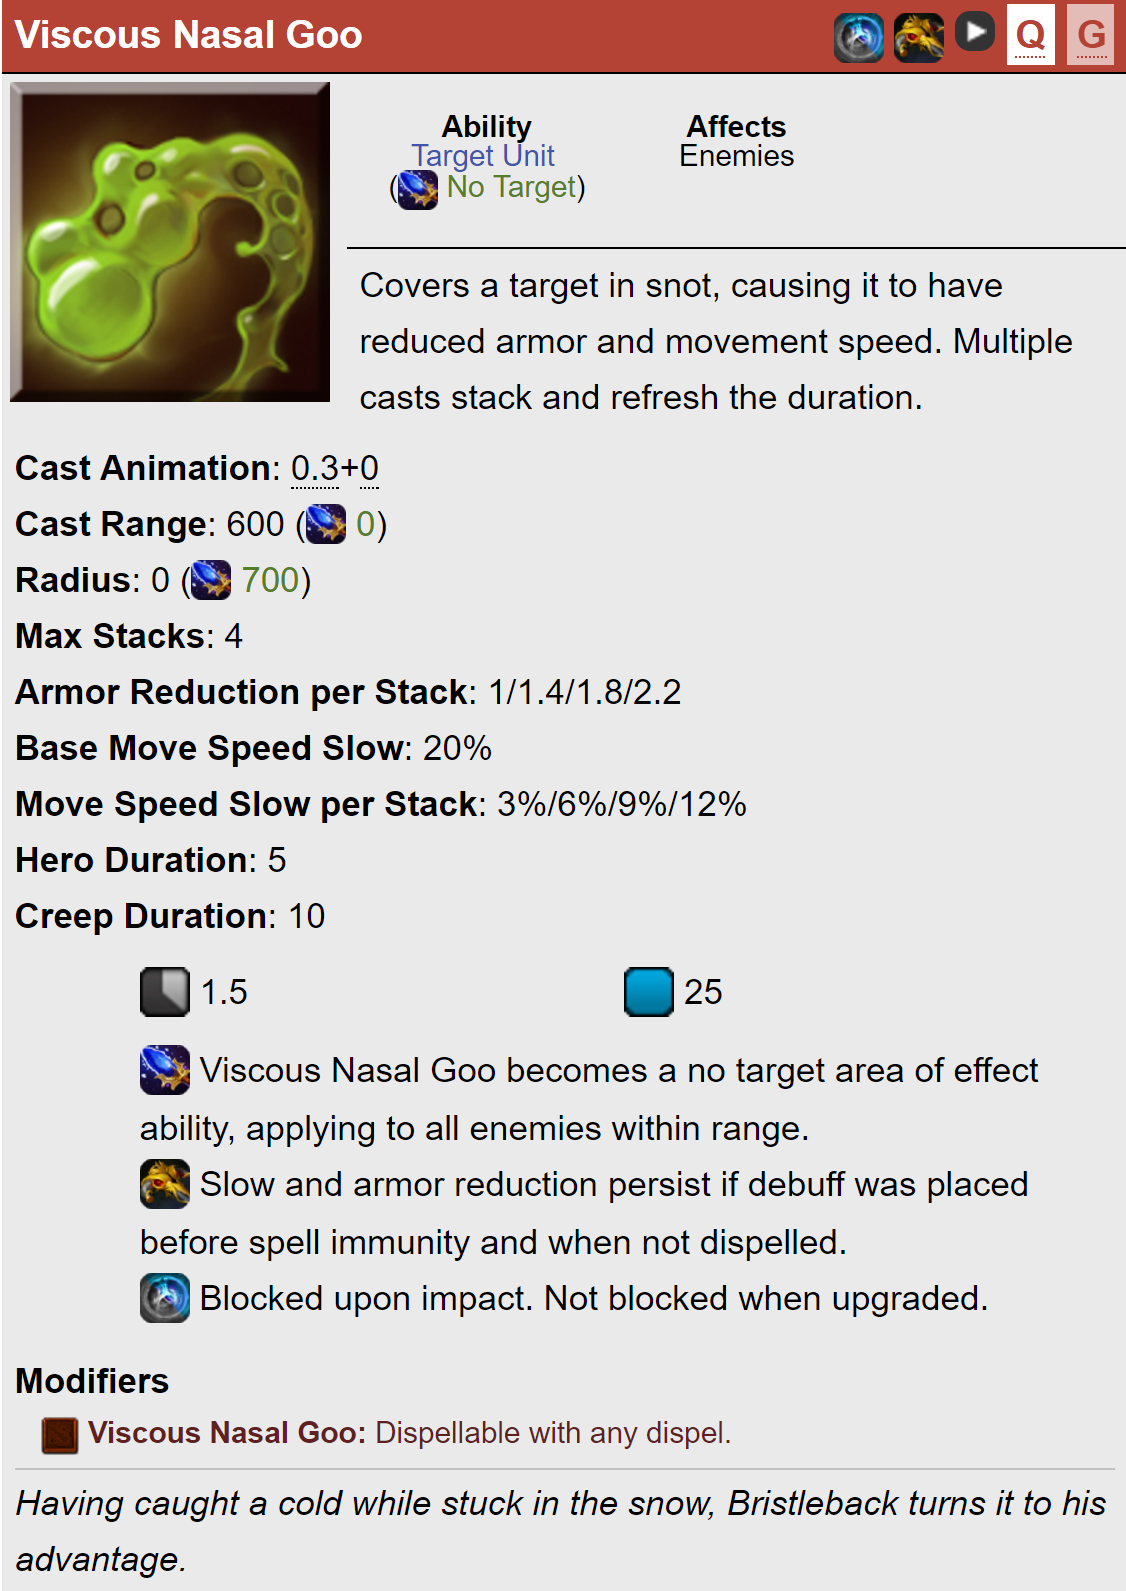 Viscous Nasal Goo
Q G
Ability
Target Unit
(No Target)
Affects
Enemies
Covers a target in snot, causing it to have
reduced armor and movement speed. Multiple
casts stack and refresh the duration.
Cast Animation: 0.3+0
Cast Range: 600 (0)
Radius: 0 (700)
Max Stacks: 4
Armor Reduction per Stack: 1/1.4/1.8/2.2
Base Move Speed Slow: 20%
Move Speed Slow per Stack: 3%/6%/9%/12%
Hero Duration: 5
Creep Duration: 10
1.5
25
Viscous Nasal Goo becomes a no target area of effect
ability, applying to all enemies within range.
Slow and armor reduction persist if debuff was placed
before spell immunity and when not dispelled.
Blocked upon impact. Not blocked when upgraded.
Modifiers
Viscous Nasal Goo: Dispellable with any dispel.
Having caught a cold while stuck in the snow, Bristleback turns it to his
advantage.